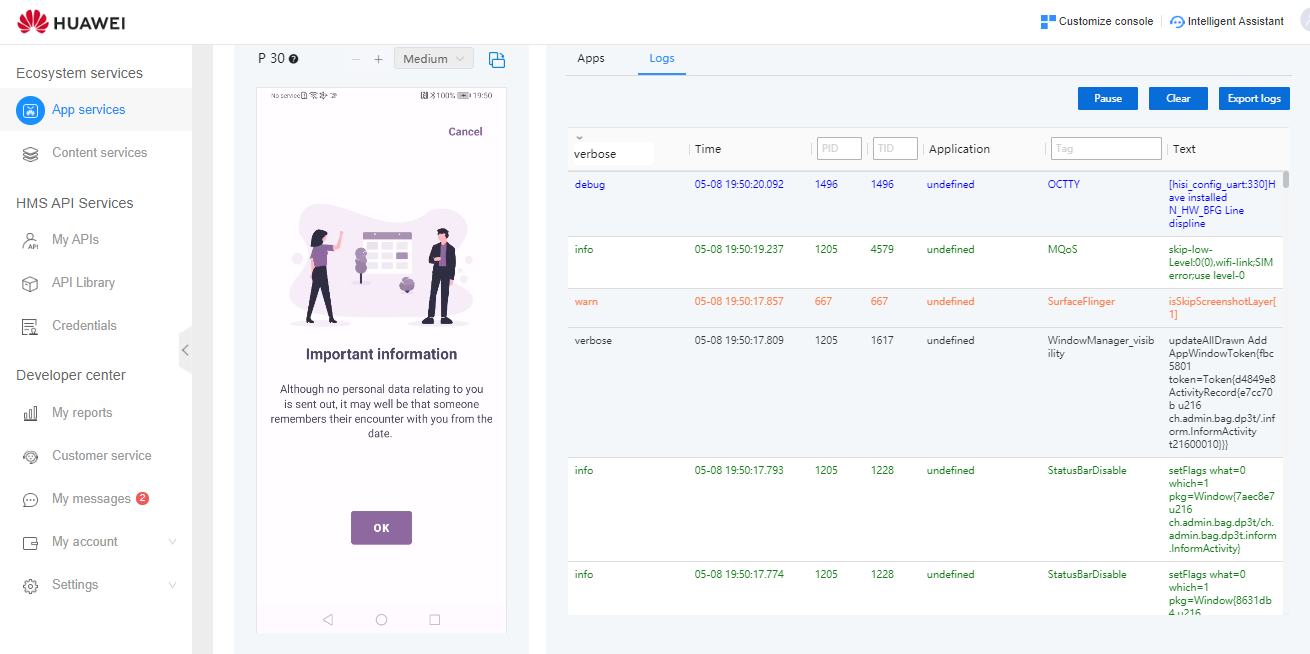 HUAWEI
Customize console
Intelligent Assistant
Ecosystem services
App services
Content services
HMS API Services
My APIs
API Library
Credentials
Developer center
My reports
Customer service
My messages 2
My account
Settings
P 30 ?
− +
Medium
No service
100% 19:50
Cancel
Important information
Although no personal data relating to you
is sent out, it may well be that someone
remembers their encounter with you from the
date.
OK
Apps
Logs
Pause
Clear
Export logs
verbose
Time
PID
TID
Application
Tag
Text
debug 05-08 19:50:20.092 1496 1496 undefined OCTTY [hisi_config_uart:330]H
ave installed
N_HW_BFG Line
displine
info 05-08 19:50:19.237 1205 4579 undefined MQoS skip-low-
Level:0(0),wifi-link;SIM
error;use level-0
warn 05-08 19:50:17.857 667 667 undefined SurfaceFlinger isSkipScreenshotLayer[
1]
verbose 05-08 19:50:17.809 1205 1617 undefined WindowManager_visib updateAllDrawn Add
ility AppWindowToken{fbc
5801
token=Token{d4849e8
ActivityRecord{e7cc70
b u216
ch.admin.bag.dp3t/.inf
orm.InformActivity
t21600010}}}
info 05-08 19:50:17.793 1205 1228 undefined StatusBarDisable setFlags what=0
which=1
pkg=Window{7aec8e7
u216
ch.admin.bag.dp3t/ch.
admin.bag.dp3t.inform
.InformActivity}
info 05-08 19:50:17.774 1205 1228 undefined StatusBarDisable setFlags what=0
which=1
pkg=Window{8631db
4 u216